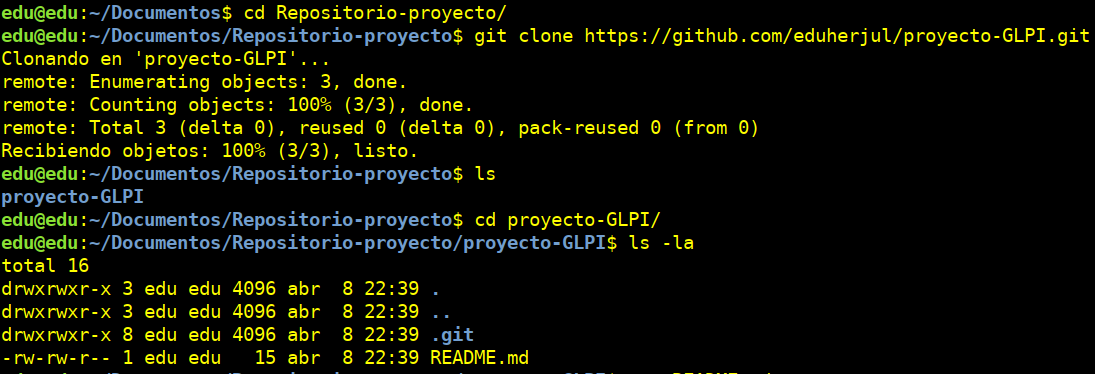 edu@edu:~/Documentos$ cd Repositorio-proyecto/
edu@edu:~/Documentos/Repositorio-proyecto$ git clone https://github.com/eduherjul/proyecto-GLPI.git
Clonando en 'proyecto-GLPI'...
remote: Enumerating objects: 3, done.
remote: Counting objects: 100% (3/3), done.
remote: Total 3 (delta 0), reused 0 (delta 0), pack-reused 0 (from 0)
Recibiendo objetos: 100% (3/3), listo.
edu@edu:~/Documentos/Repositorio-proyecto$ ls
proyecto-GLPI
edu@edu:~/Documentos/Repositorio-proyecto$ cd proyecto-GLPI/
edu@edu:~/Documentos/Repositorio-proyecto/proyecto-GLPI$ ls -la
total 16
drwxrwxr-x 3 edu edu 4096 abr  8 22:39 .
drwxrwxr-x 3 edu edu 4096 abr  8 22:39 ..
drwxrwxr-x 8 edu edu 4096 abr  8 22:39 .git
-rw-rw-r-- 1 edu edu   15 abr  8 22:39 README.md